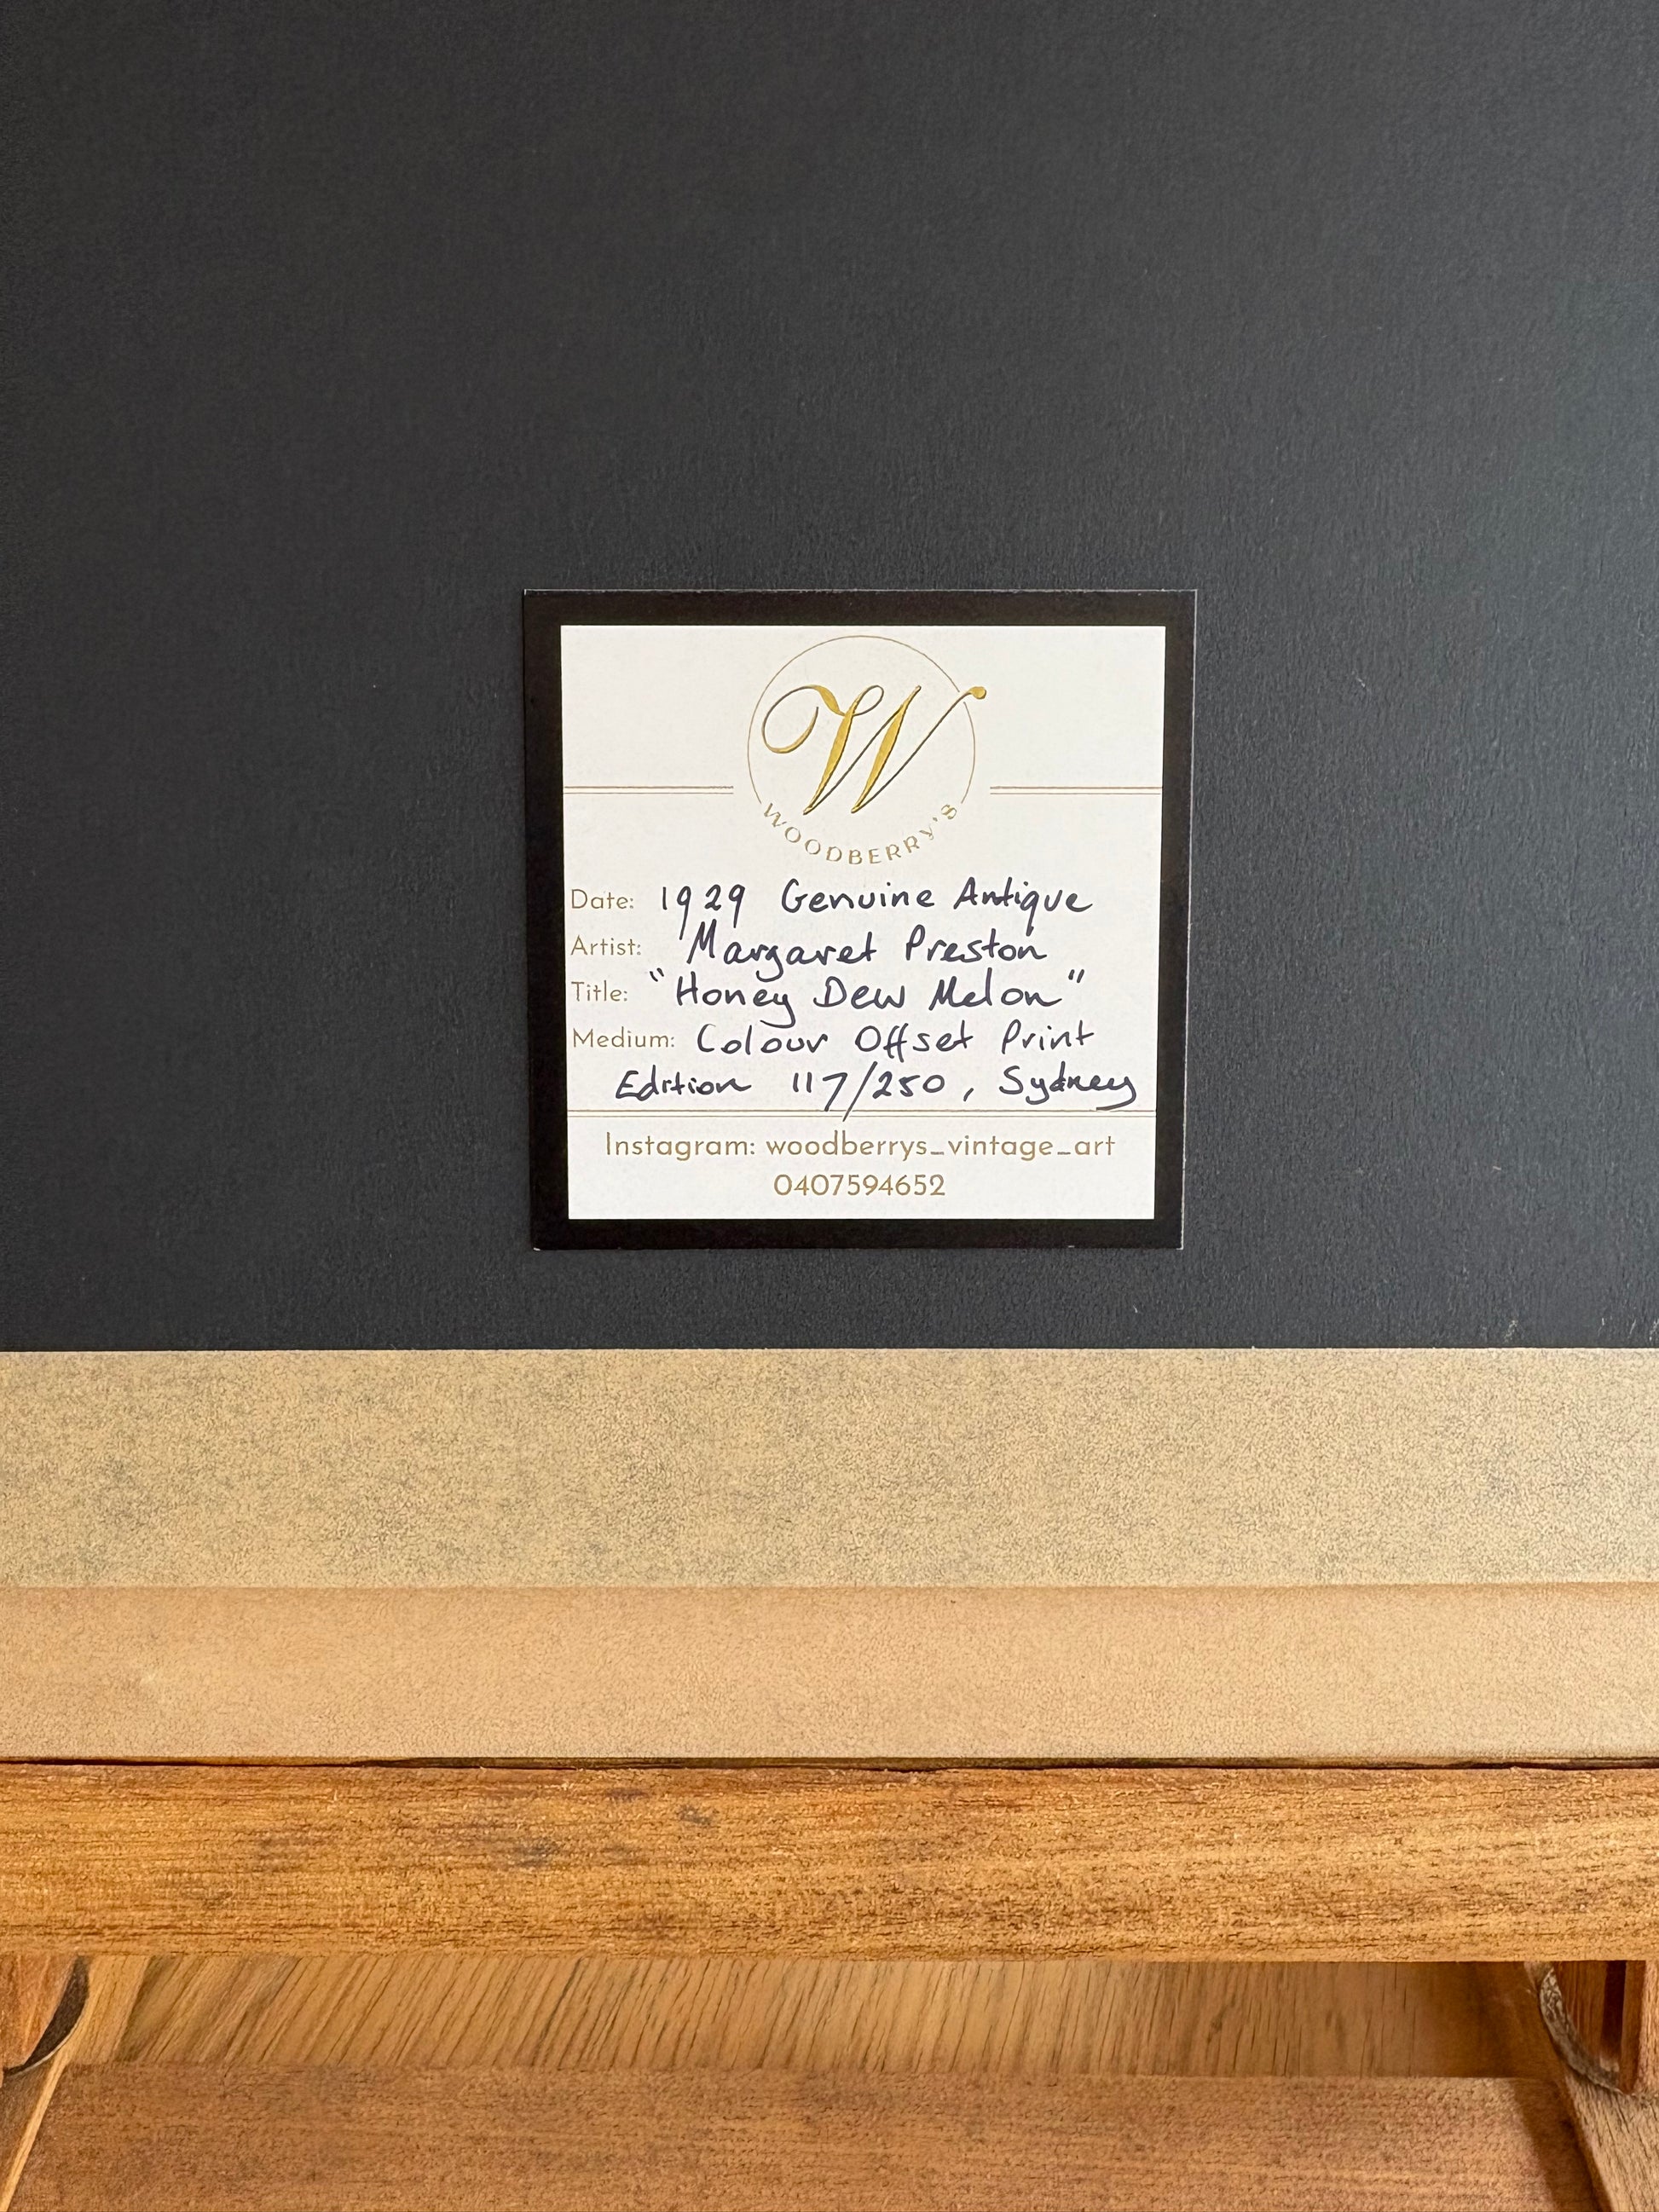 W
WOODBERRY'S
Date: 1929 Genuine Antique
Artist: Margaret Preston
Title: "Honey Dew Melon"
Medium: Colour Offset Print
Edition 117/250, Sydney
Instagram: woodberrys_vintage_art
0407594652